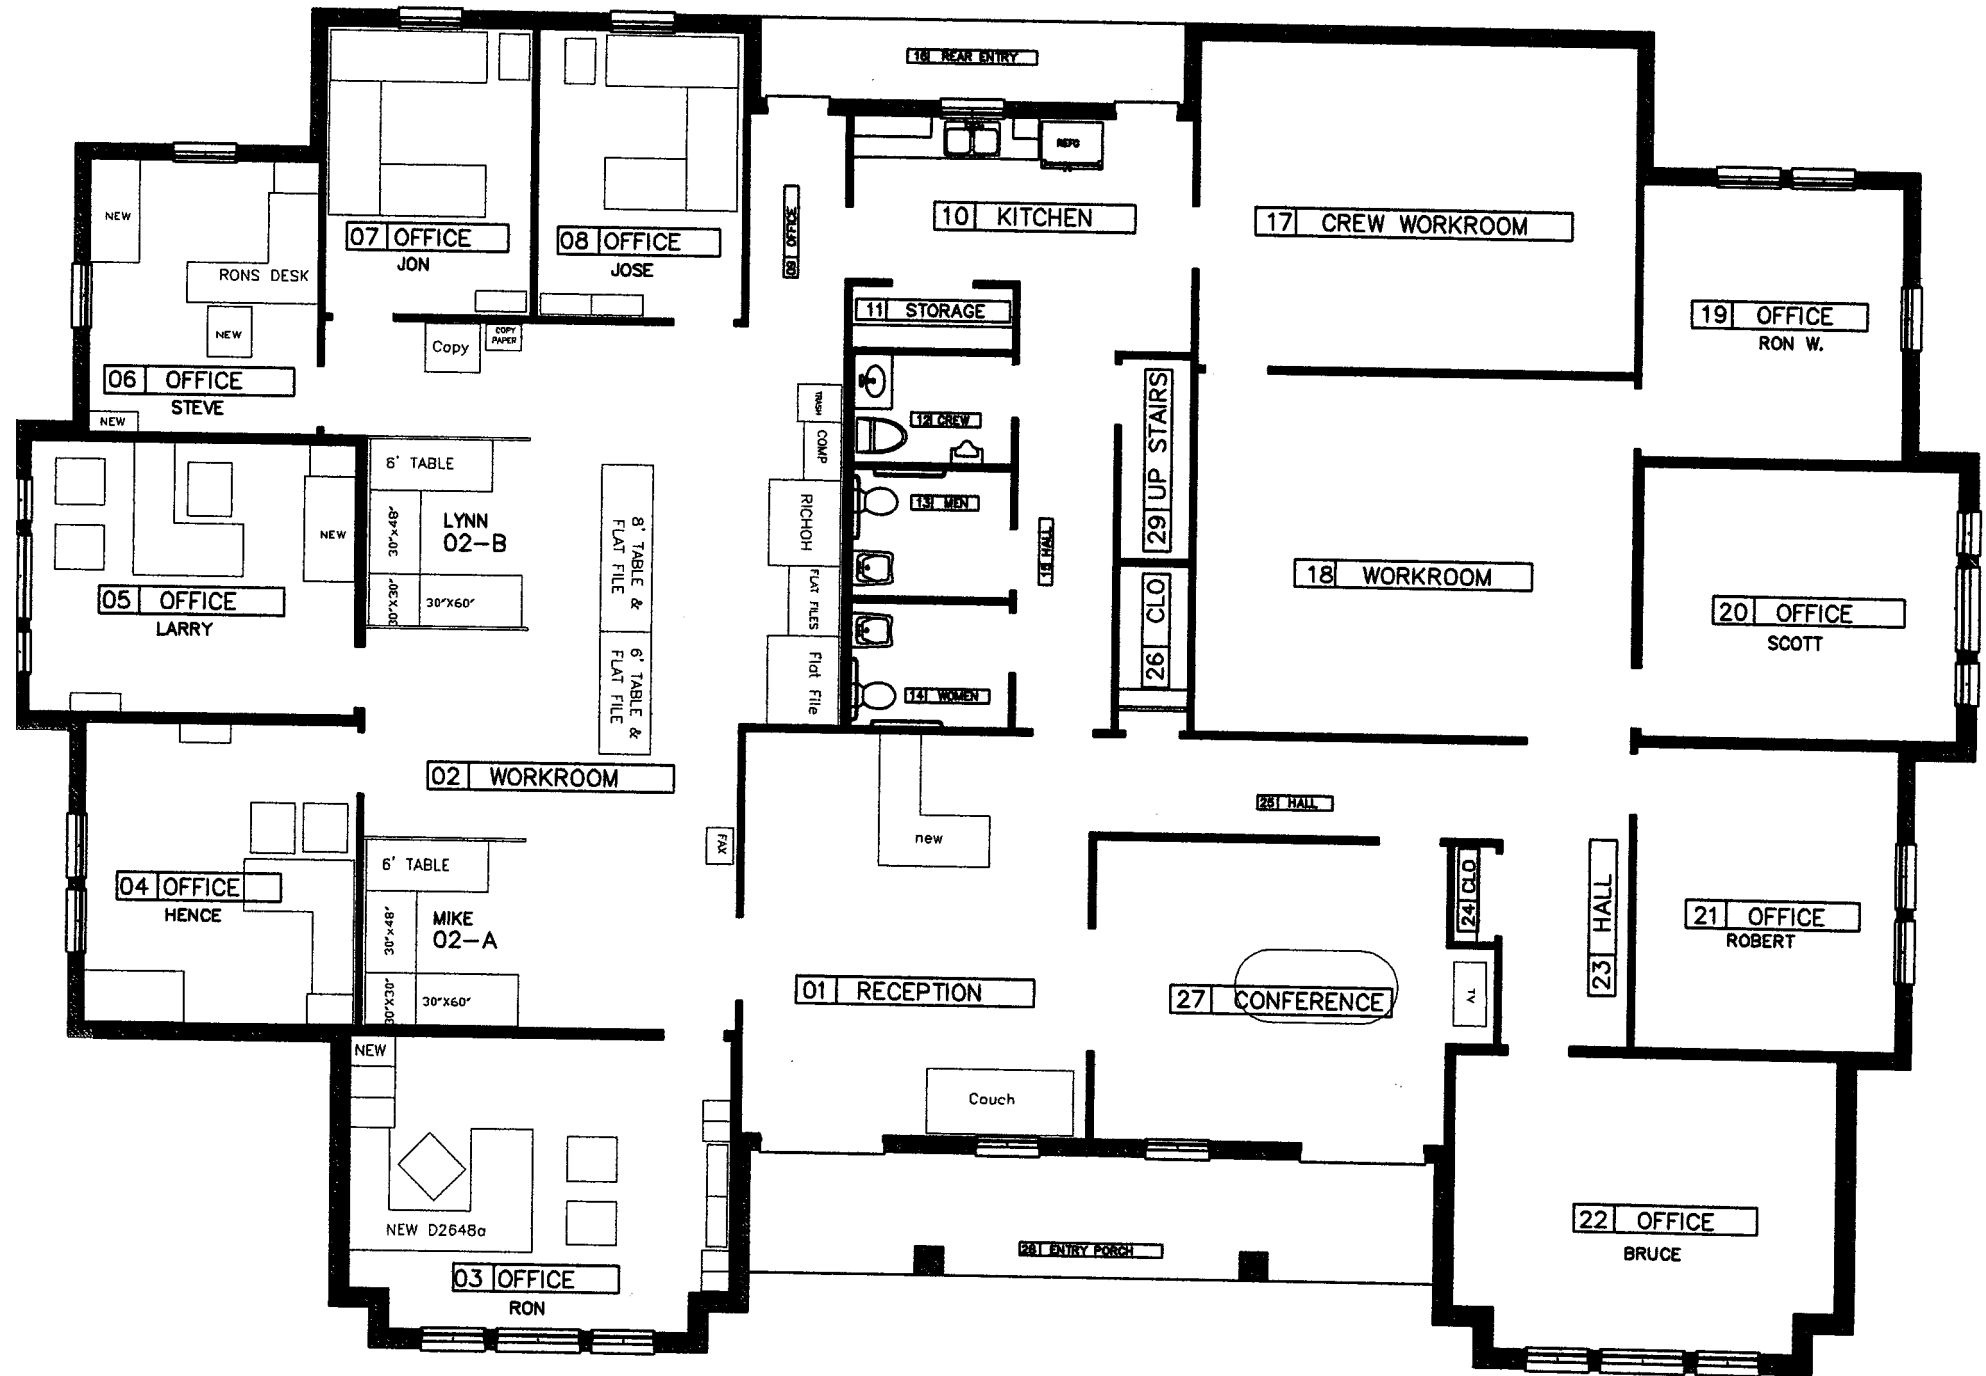 16 REAR ENTRY
REFG
NEW
RONS DESK
NEW
06 OFFICE
STEVE
NEW
07 OFFICE
JON
08 OFFICE
JOSE
09 OFFICE
10 KITCHEN
11 STORAGE
17 CREW WORKROOM
19 OFFICE
RON W.
Copy
COPY
PAPER
TRASH
COMP
RICHOH
FLAT FILES
Flat File
12 CREW
13 MEN
14 WOMEN
15 HALL
29 UP STAIRS
26 CLO
18 WORKROOM
20 OFFICE
SCOTT
NEW
05 OFFICE
LARRY
6' TABLE
30"X48"
LYNN
02-B
30"X30"
30"X60"
8' TABLE &
FLAT FILE
6' TABLE &
FLAT FILE
02 WORKROOM
FAX
new
25 HALL
04 OFFICE
HENCE
6' TABLE
30"X48"
MIKE
02-A
30"X30"
30"X60"
01 RECEPTION
27 CONFERENCE
24 CLO
TV
23 HALL
21 OFFICE
ROBERT
NEW
NEW D2648a
03 OFFICE
RON
Couch
ENTRY PORCH
22 OFFICE
BRUCE